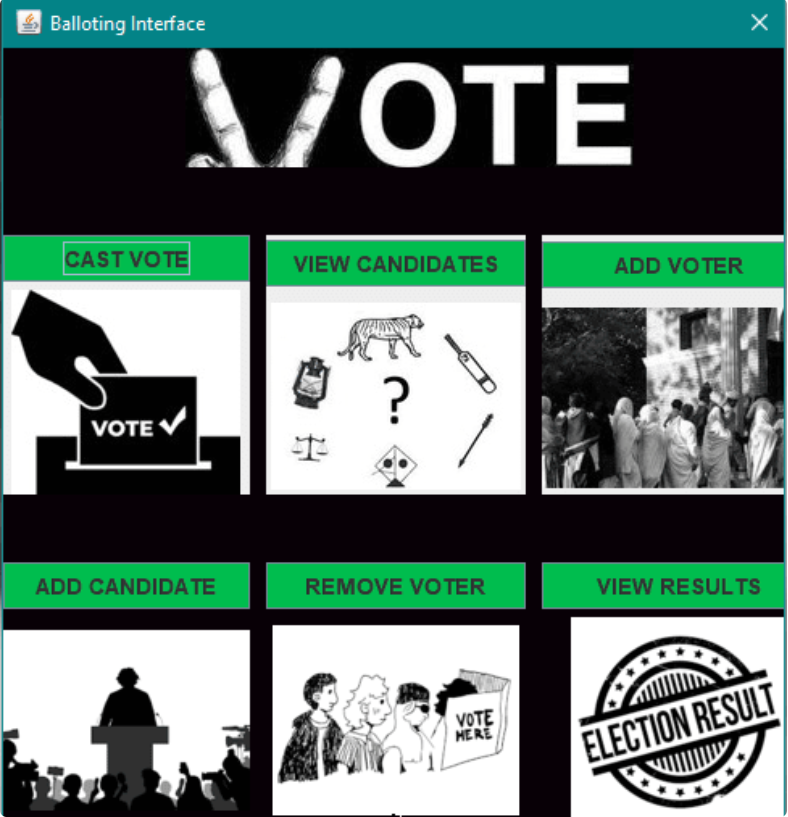 Balloting Interface
VOTE
CAST VOTE
VIEW CANDIDATES
ADD VOTER
VOTE
?
ADD CANDIDATE
REMOVE VOTER
VIEW RESULTS
VOTE
HERE
ELECTION RESULT